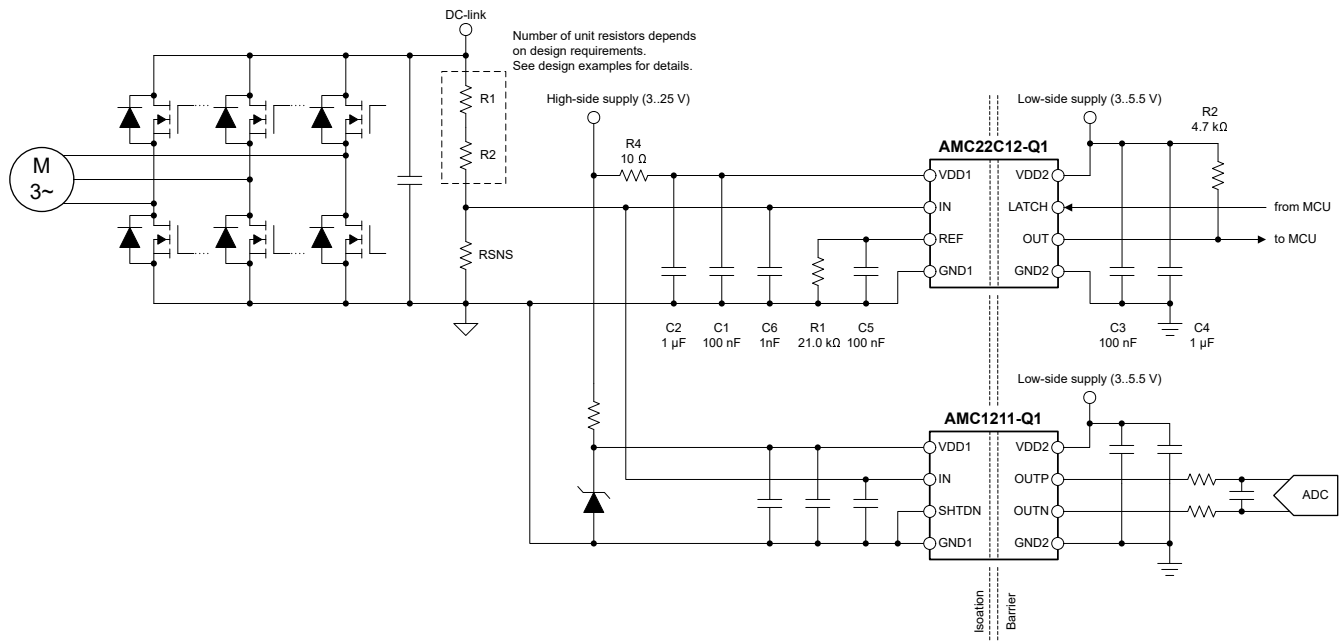 DC-link
Number of unit resistors depends
on design requirements.
See design examples for details.
R1
R2
RSNS
M
3~
High-side supply (3..25 V)
R4
10 Ω
C2
1 µF
C1
100 nF
C6
1nF
R1
21.0 kΩ
C5
100 nF
AMC22C12-Q1
VDD1
IN
REF
GND1
VDD2
LATCH
OUT
GND2
Low-side supply (3..5.5 V)
R2
4.7 kΩ
from MCU
to MCU
C3
100 nF
C4
1 µF
Low-side supply (3..5.5 V)
AMC1211-Q1
VDD1
IN
SHTDN
GND1
VDD2
OUTP
OUTN
GND2
ADC
Isoation
Barrier